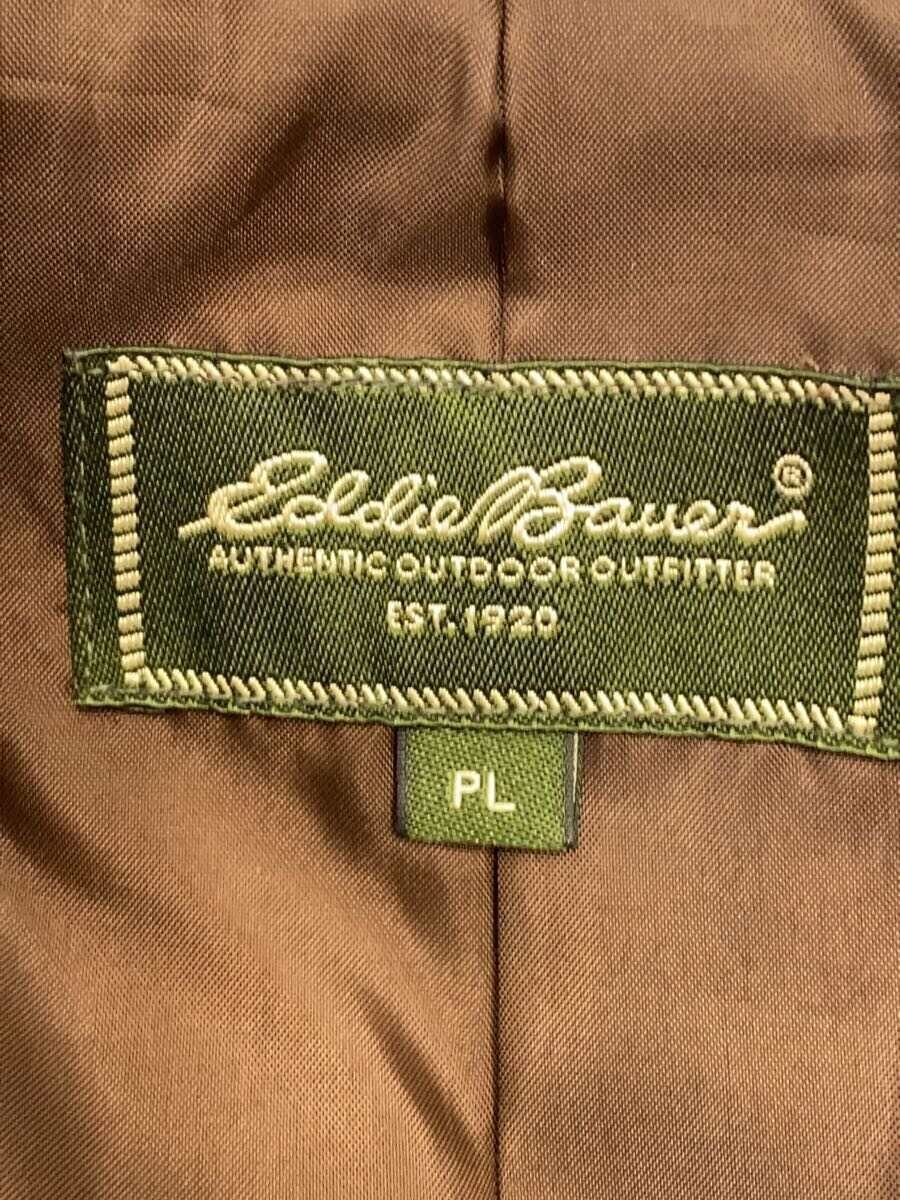 Eddie Bauer®
AUTHENTIC OUTDOOR OUTFITTER
EST. 1920
PL